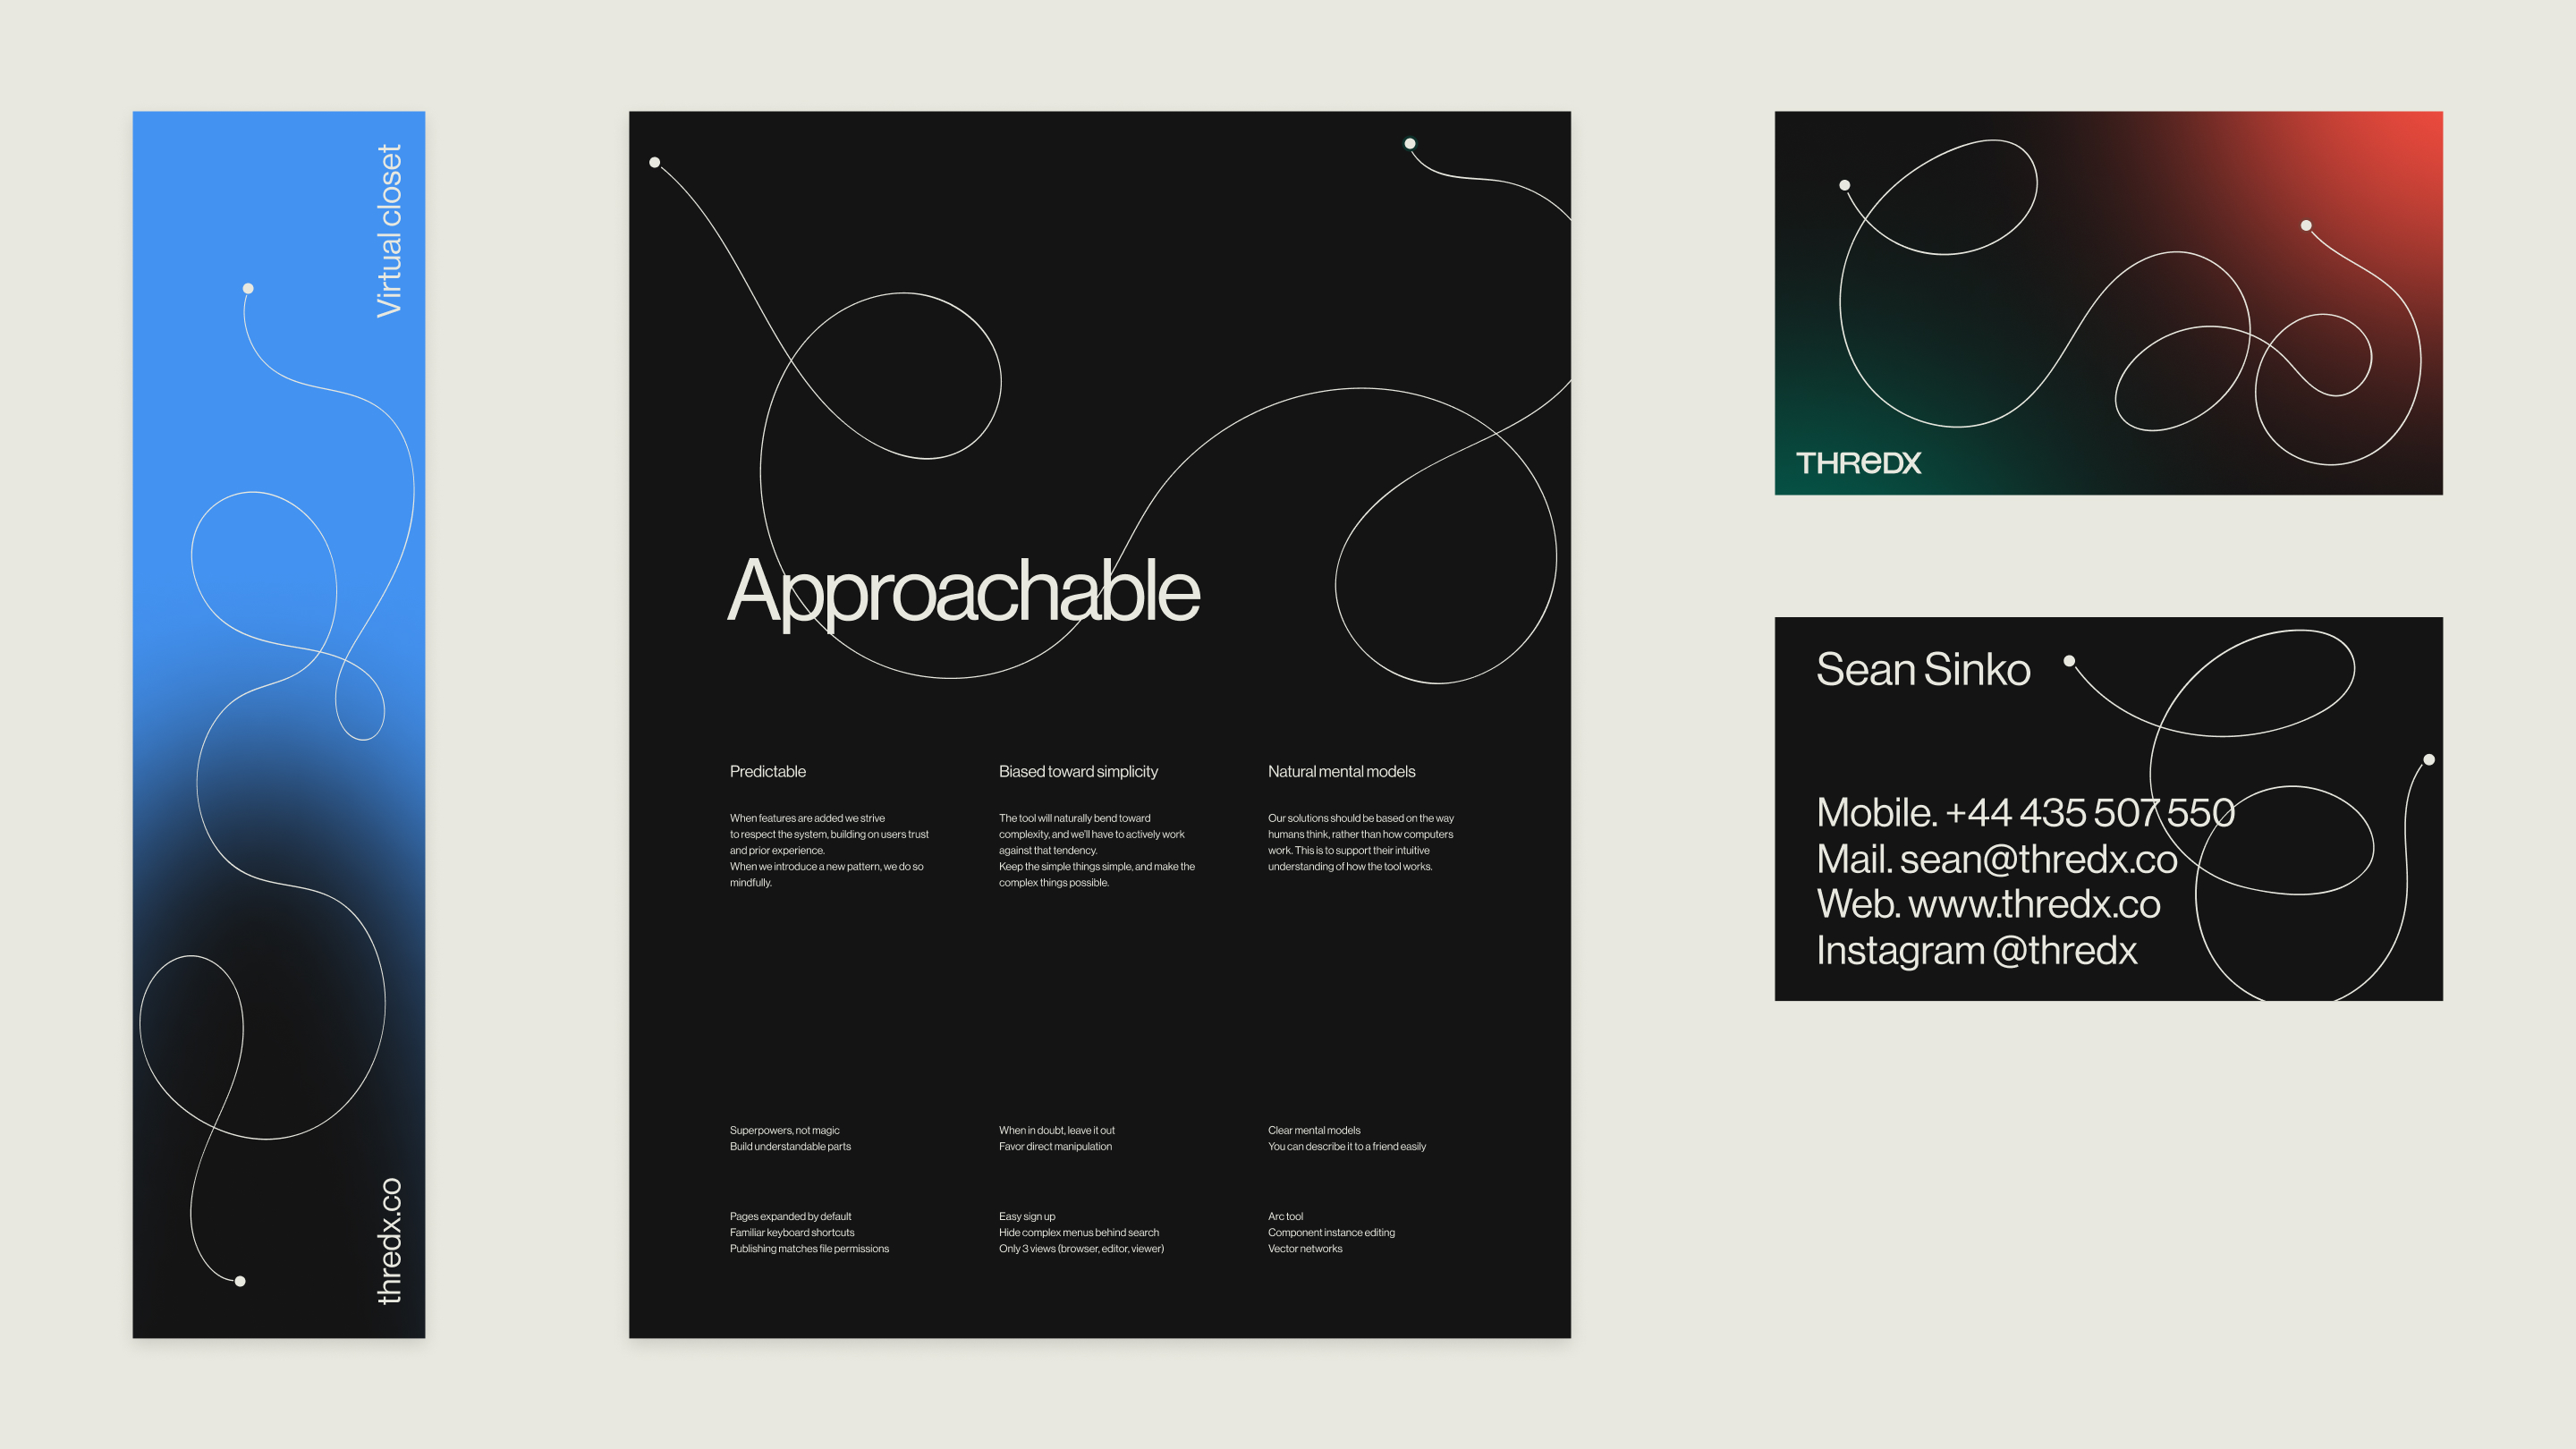 Virtual closet
thredx.co
Approachable
Predictable
When features are added we strive
to respect the system, building on users trust
and prior experience.
When we introduce a new pattern, we do so
mindfully.
Biased toward simplicity
The tool will naturally bend toward
complexity, and we'll have to actively work
against that tendency.
Keep the simple things simple, and make the
complex things possible.
Natural mental models
Our solutions should be based on the way
humans think, rather than how computers
work. This is to support their intuitive
understanding of how the tool works.
Superpowers, not magic
Build understandable parts
When in doubt, leave it out
Favor direct manipulation
Clear mental models
You can describe it to a friend easily
Pages expanded by default
Familiar keyboard shortcuts
Publishing matches file permissions
Easy sign up
Hide complex menus behind search
Only 3 views (browser, editor, viewer)
Arc tool
Component instance editing
Vector networks
THReDX
Sean Sinko
Mobile. +44 435 507 550
Mail. sean@thredx.co
Web. www.thredx.co
Instagram @thredx